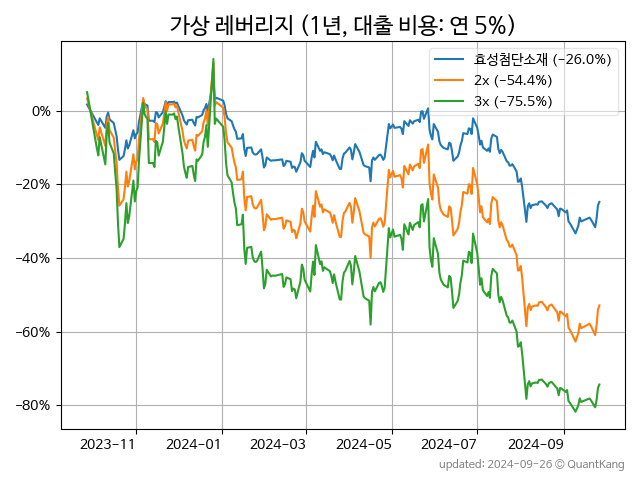 가상 레버리지 (1년, 대출 비용: 연 5%)
효성첨단소재 (−26.0%)
2x (−54.4%)
3x (−75.5%)
0%
−20%
−40%
−60%
−80%
2023−11 2024−01 2024−03 2024−05 2024−07 2024−09
updated: 2024-09-26 © QuantKang